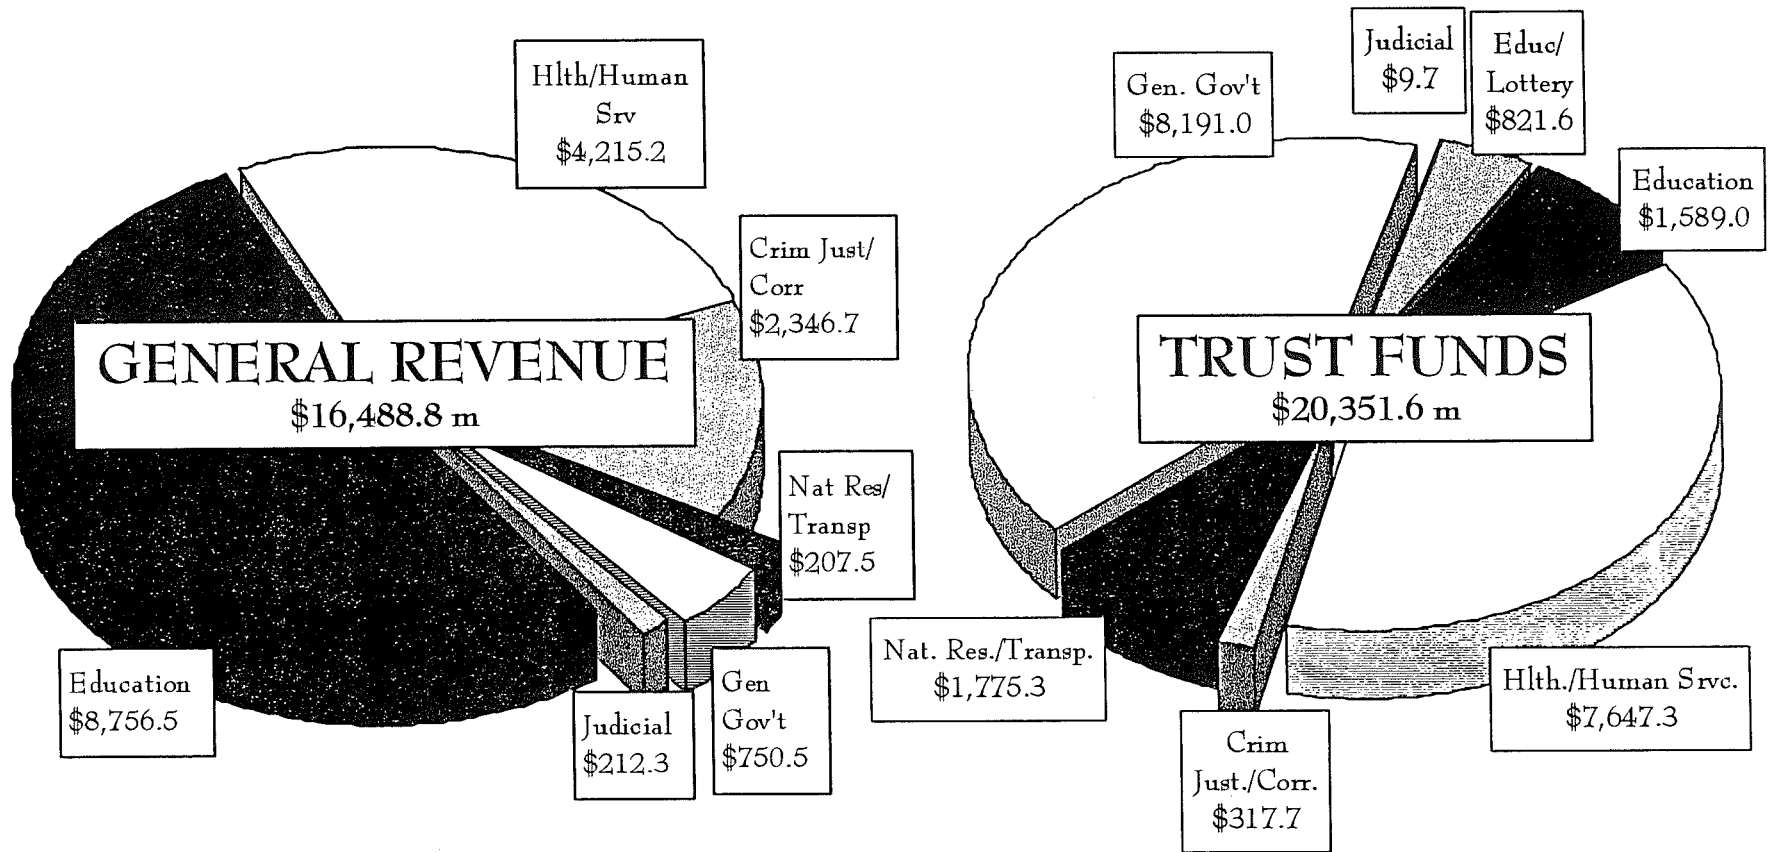 Hlth/Human
Srv
$4,215.2
Crim Just/
Corr
$2,346.7
GENERAL REVENUE
$16,488.8 m
Nat Res/
Transp
$207.5
Education
$8,756.5
Judicial
$212.3
Gen
Gov't
$750.5
Judicial
$9.7
Educ/
Lottery
$821.6
Gen. Gov't
$8,191.0
Education
$1,589.0
TRUST FUNDS
$20,351.6 m
Nat. Res./Transp.
$1,775.3
Hlth./Human Srvc.
$7,647.3
Crim
Just./Corr.
$317.7